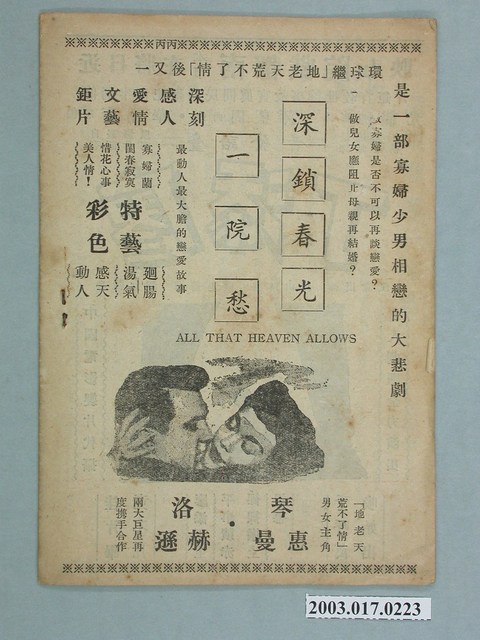 環球繼「地老天荒不了情」後又一
深刻
感人
愛情
文藝
鉅片
是一部寡婦少男相戀的大悲劇
寡婦是否不可以再談戀愛？
做兒女應阻止母親再結婚？
深鎖春光
一院愁
最動人最大膽的戀愛故事
寡婦蘭
閨春寂寞
惜花心事
美人情！
特藝
彩色
廻腸
湯氣
感天
動人
ALL THAT HEAVEN ALLOWS
「地老天
荒不了情」
男女主角
琴惠曼・洛赫遜
兩大巨星再
度携手合作
2003.017.0223